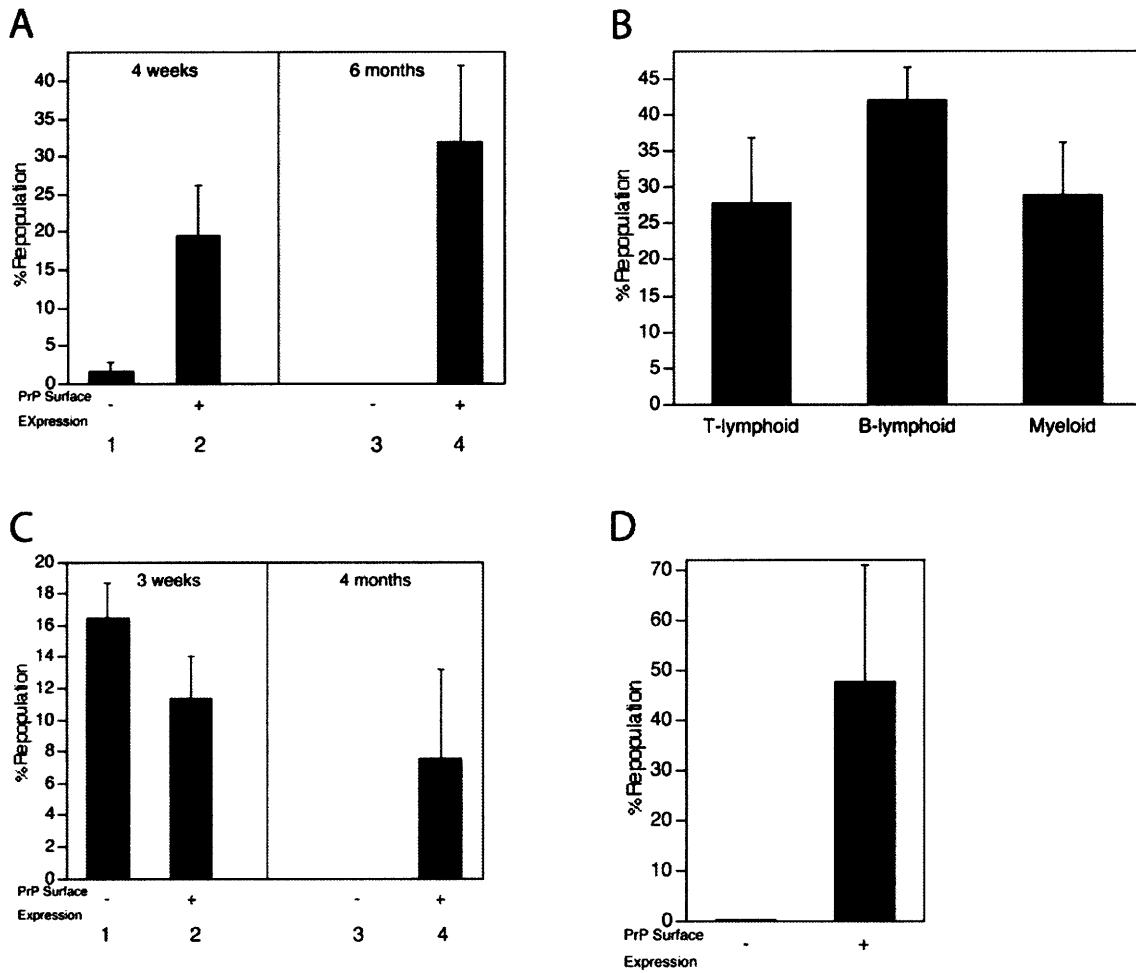 A
4 weeks
6 months
40
35
30
25
20
15
10
5
0
% Repopulation
PrP Surface
EXpression
-
+
-
+
1
2
3
4
B
45
40
35
30
25
20
15
10
5
0
% Repopulation
T-lymphoid
B-lymphoid
Myeloid
C
3 weeks
4 months
20
18
16
14
12
10
8
6
4
2
0
% Repopulation
PrP Surface
Expression
-
+
-
+
1
2
3
4
D
70
60
50
40
30
20
10
0
% Repopulation
PrP Surface
Expression
-
+